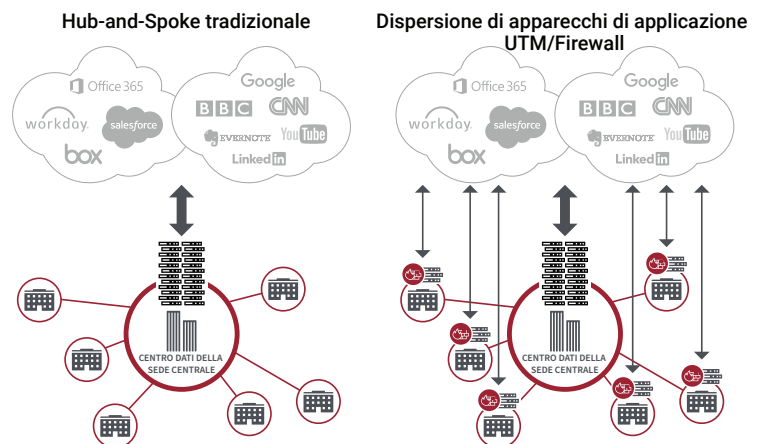 Hub-and-Spoke tradizionale
Office 365
Google
BBC
CNN
workday.
salesforce
EVERNOTE
YouTube
box
LinkedIn
CENTRO DATI DELLA
SEDE CENTRALE
Dispersione di apparecchi di applicazione
UTM/Firewall
Office 365
Google
BBC
CNN
workday.
salesforce
EVERNOTE
YouTube
box
LinkedIn
CENTRO DATI DELLA
SEDE CENTRALE